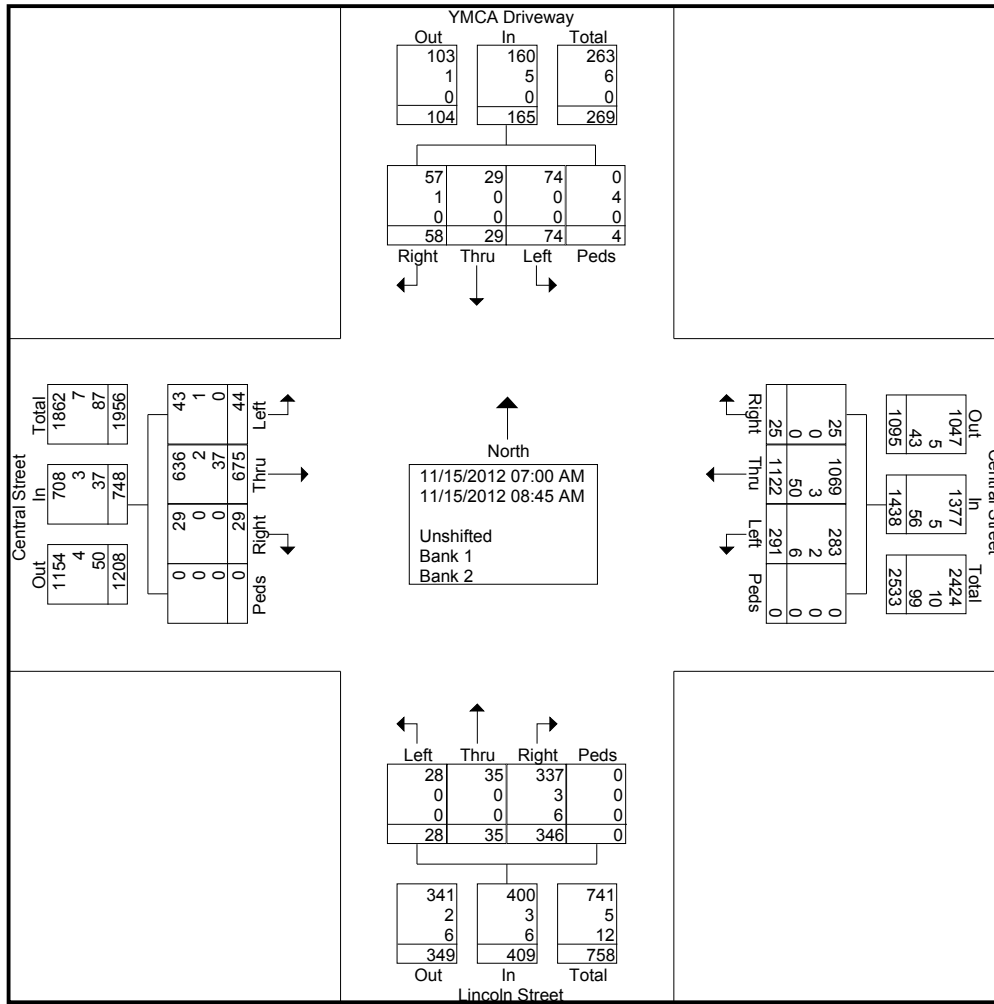 YMCA Driveway
Out In Total
103 160 263
1 5 6
0 0 0
104 165 269
57 29 74 0
1 0 0 4
0 0 0 0
58 29 74 4
Right Thru Left Peds
Central Street
Total In Out
1862 708 1154
7 3 4
87 37 50
1956 748 1208
43 636 29 0
1 2 0 0
0 37 0 0
44 675 29 0
Left Thru Right Peds
North
11/15/2012 07:00 AM
11/15/2012 08:45 AM
Unshifted
Bank 1
Bank 2
Right Thru Left Peds
25 1122 291 0
0 50 6 0
0 3 2 0
25 1069 283 0
1095 1438 2533
43 56 99
5 5 10
1047 1377 2424
Out In Total
Central Street
Left Thru Right Peds
28 35 337 0
0 0 3 0
0 0 6 0
28 35 346 0
341 400 741
2 3 5
6 6 12
349 409 758
Out In Total
Lincoln Street